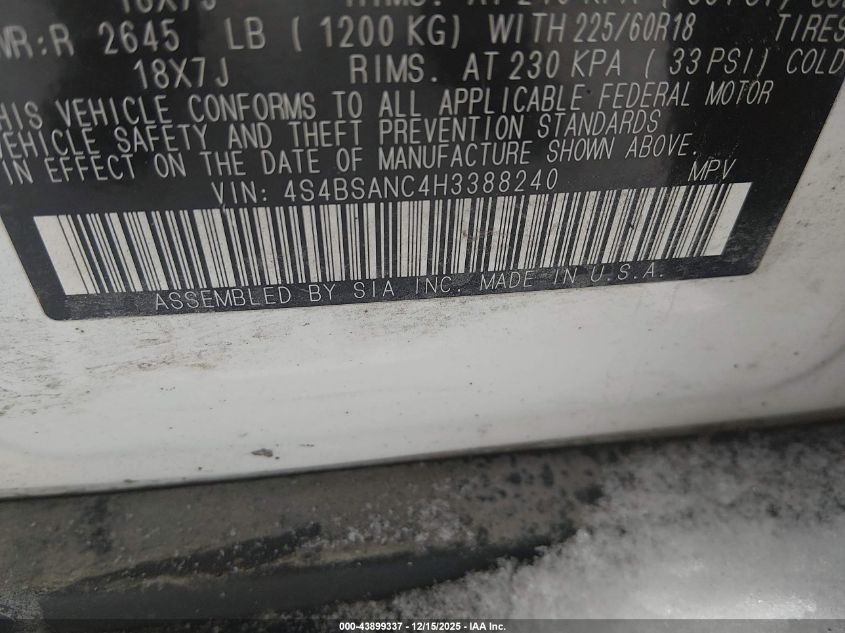 2645 LB ( 1200 KG) WITH 225/60R18 TIRES
18X7J RIMS. AT 230 KPA ( 33 PSI) COLD
THIS VEHICLE CONFORMS TO ALL APPLICABLE FEDERAL MOTOR
VEHICLE SAFETY AND THEFT PREVENTION STANDARDS
IN EFFECT ON THE DATE OF MANUFACTURE SHOWN ABOVE.
VIN: 4S4BSANC4H3388240 MPV
ASSEMBLED BY SIA INC. MADE IN U.S.A.
000-43899337 - 12/15/2025 - IAA Inc.